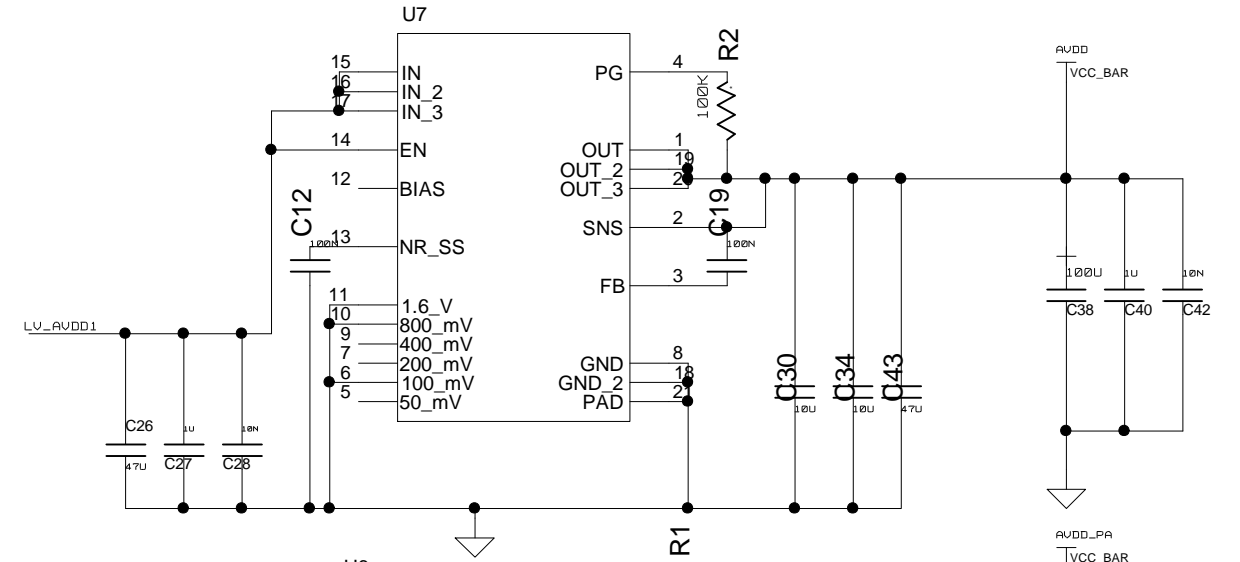 U7
R2
AVDD
VCC_BAR
15
IN
PG
4
16
IN_2
100K
17
IN_3
14
EN
OUT
1
OUT_2
19
12
BIAS
OUT_3
2
C12
SNS
2
C19
100N
13
NR_SS
100N
FB
3
100U
1U
10N
C38
C40
C42
11
1.6_V
10
800_mV
LV_AVDD1
9
400_mV
7
200_mV
GND
8
6
100_mV
GND_2
18
5
50_mV
PAD
21
C30
C34
C43
10U
10U
47U
C26
1U
10N
47U
C27
C28
R1
AVDD_PA
VCC_BAR